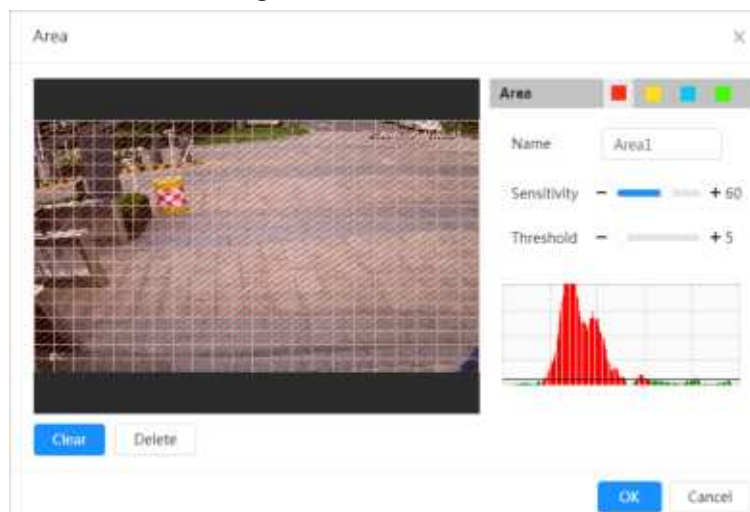 Area
Area
Name Area1
Sensitivity - + 60
Threshold - + 5
Clear Delete
OK Cancel